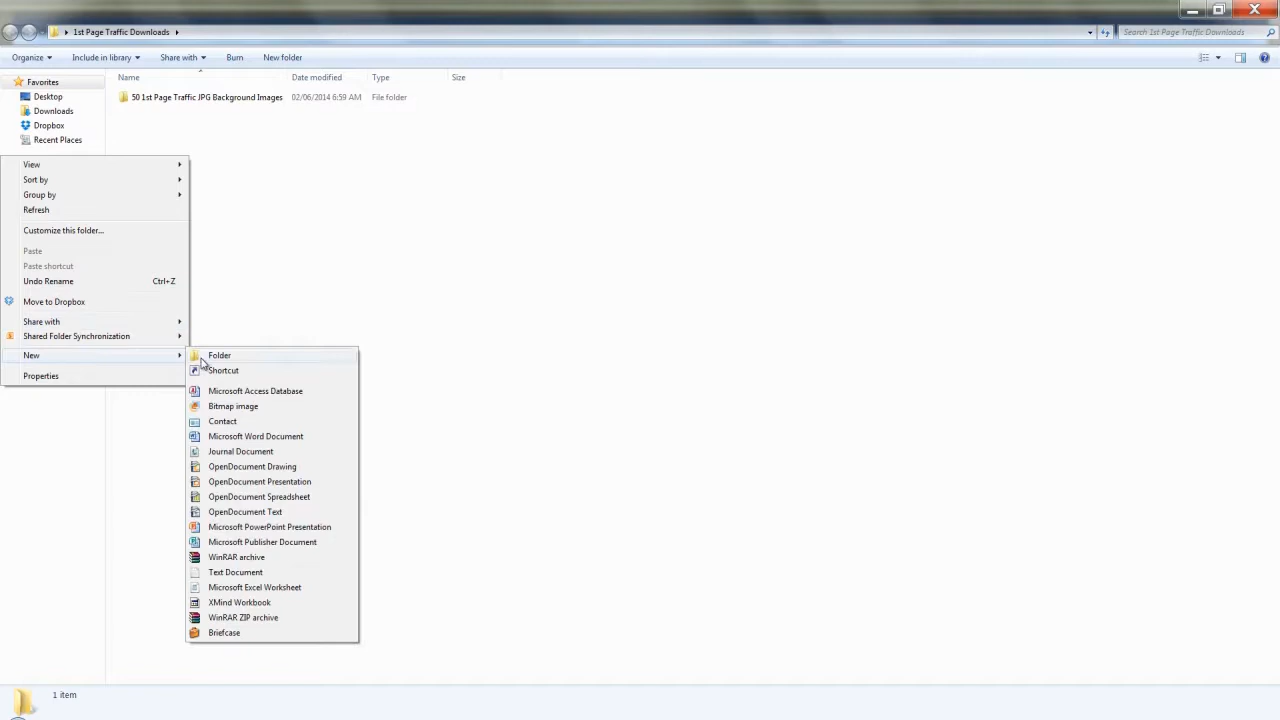 1st Page Traffic Downloads
Search 1st Page Traffic Downloads
Organize Include in library Share with Burn New folder
Name Date modified Type Size
50 1st Page Traffic JPG Background Images 02/06/2014 6:59 AM File folder
Favorites
Desktop
Downloads
Dropbox
Recent Places
View
Sort by
Group by
Refresh
Customize this folder...
Paste
Paste shortcut
Undo Rename Ctrl+Z
Move to Dropbox
Share with
Shared Folder Synchronization
New
Properties
Folder
Shortcut
Microsoft Access Database
Bitmap image
Contact
Microsoft Word Document
Journal Document
OpenDocument Drawing
OpenDocument Presentation
OpenDocument Spreadsheet
OpenDocument Text
Microsoft PowerPoint Presentation
Microsoft Publisher Document
WinRAR archive
Text Document
Microsoft Excel Worksheet
XMind Workbook
WinRAR ZIP archive
Briefcase
1 item